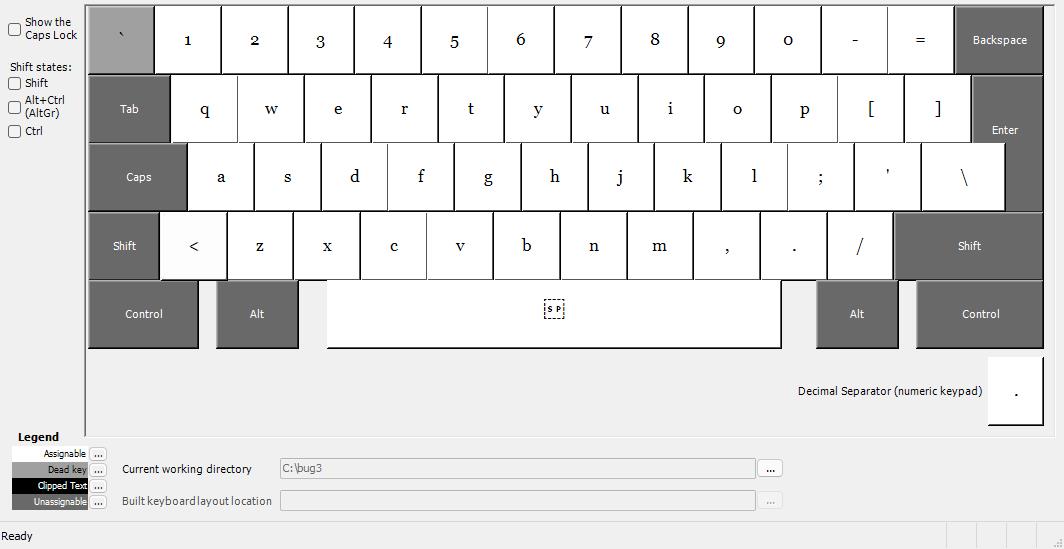 Show the
Caps Lock
Shift states:
Shift
Alt+Ctrl
(AltGr)
Ctrl
` 1 2 3 4 5 6 7 8 9 0 - = Backspace
Tab q w e r t y u i o p [ ] Enter
Caps a s d f g h j k l ; ' \
Shift < z x c v b n m , . / Shift
Control Alt SP Alt Control
Decimal Separator (numeric keypad) .
Legend
Assignable ...
Dead key ...
Clipped Text ...
Unassignable ...
Current working directory C:\bug3 ...
Built keyboard layout location ...
Ready